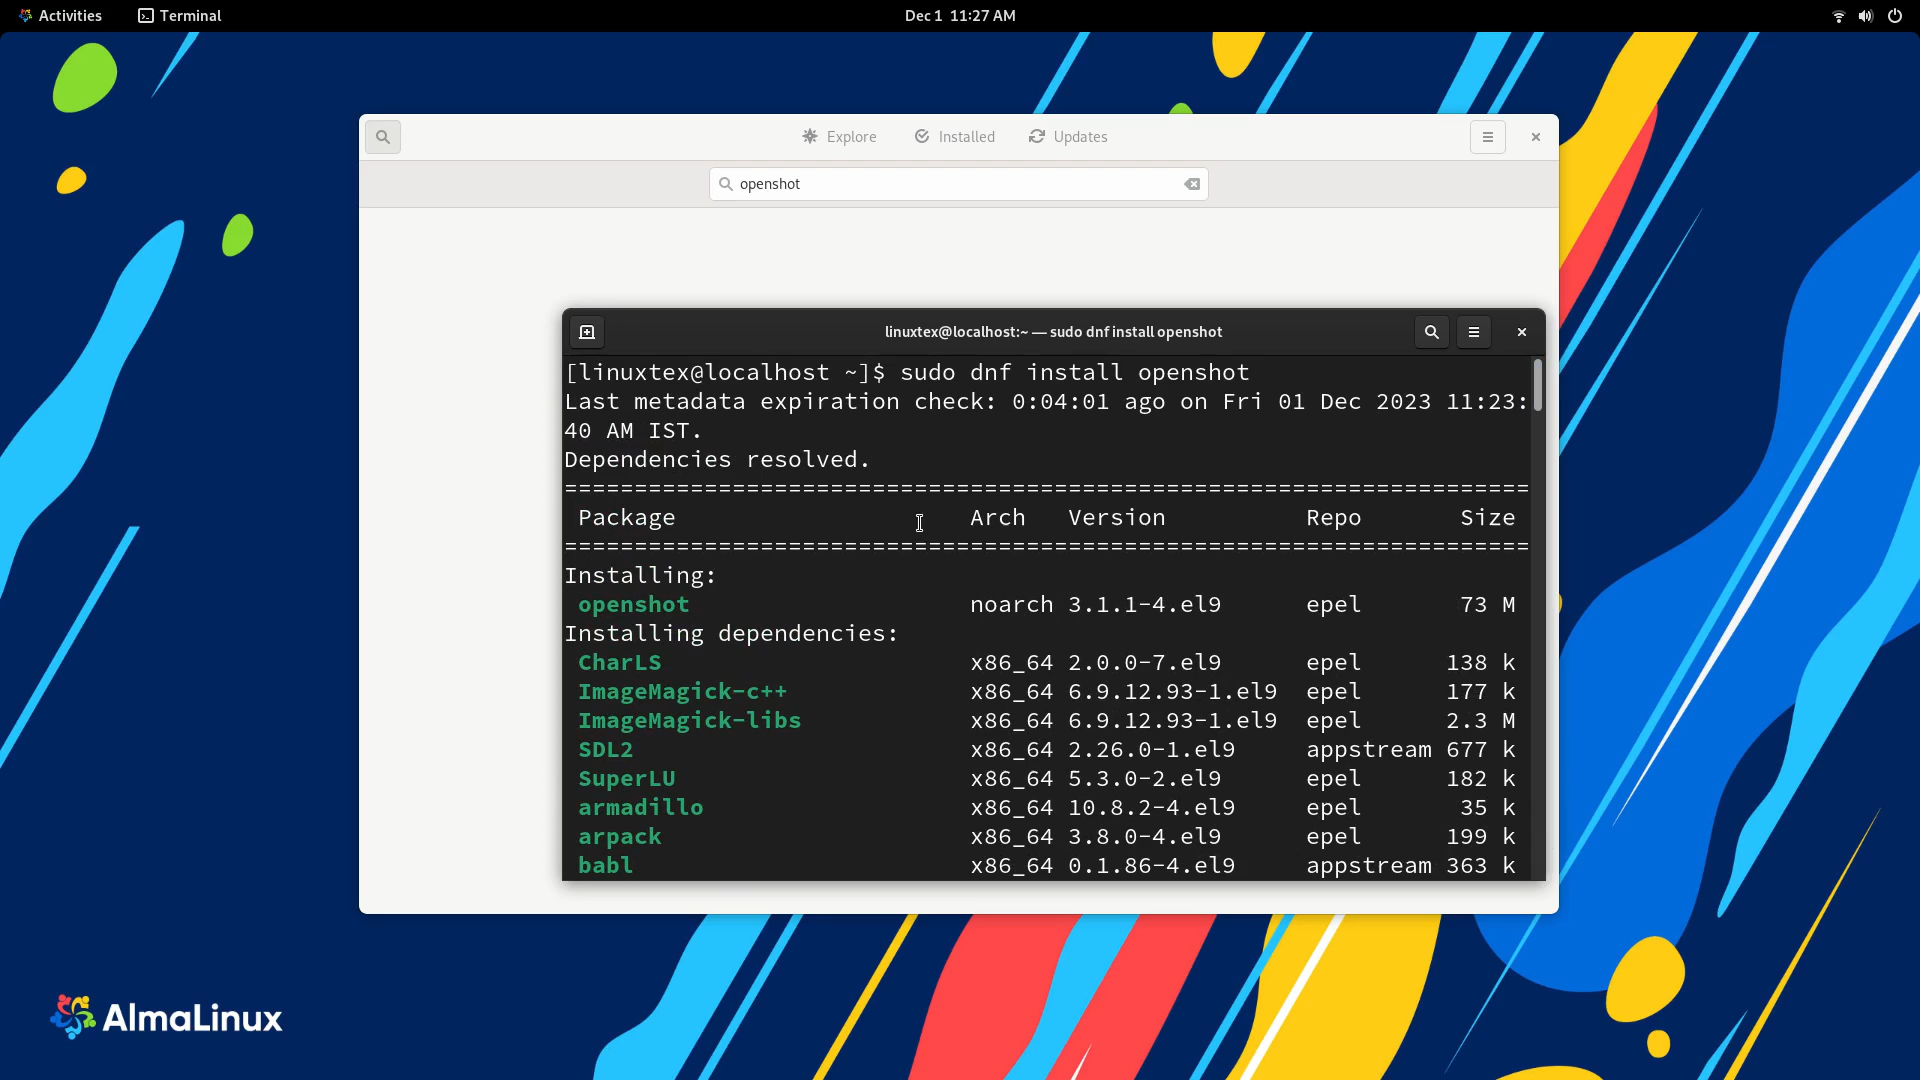 Activities Terminal Dec 1 11:27 AM
Explore Installed Updates
openshot
linuxtex@localhost:~ — sudo dnf install openshot
[linuxtex@localhost ~]$ sudo dnf install openshot
Last metadata expiration check: 0:04:01 ago on Fri 01 Dec 2023 11:23:
40 AM IST.
Dependencies resolved.
=====================================================================
Package Arch Version Repo Size
=====================================================================
Installing:
openshot noarch 3.1.1-4.el9 epel 73 M
Installing dependencies:
CharLS x86_64 2.0.0-7.el9 epel 138 k
ImageMagick-c++ x86_64 6.9.12.93-1.el9 epel 177 k
ImageMagick-libs x86_64 6.9.12.93-1.el9 epel 2.3 M
SDL2 x86_64 2.26.0-1.el9 appstream 677 k
SuperLU x86_64 5.3.0-2.el9 epel 182 k
armadillo x86_64 10.8.2-4.el9 epel 35 k
arpack x86_64 3.8.0-4.el9 epel 199 k
babl x86_64 0.1.86-4.el9 appstream 363 k
AlmaLinux